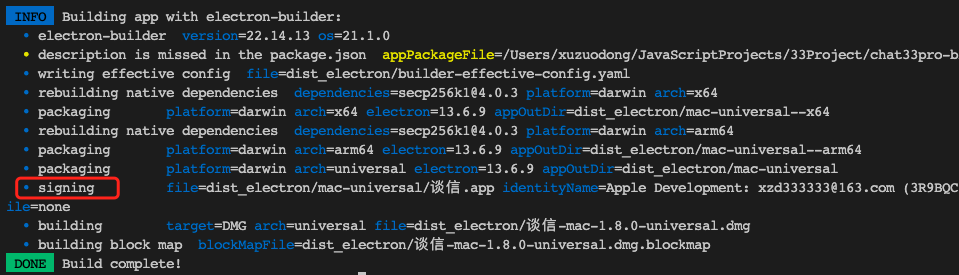 INFO Building app with electron-builder:
• electron-builder version=22.14.13 os=21.1.0
• description is missed in the package.json appPackageFile=/Users/xuzuodong/JavaScriptProjects/33Project/chat33pro-b
• writing effective config file=dist_electron/builder-effective-config.yaml
• rebuilding native dependencies dependencies=secp256k1@4.0.3 platform=darwin arch=x64
• packaging platform=darwin arch=x64 electron=13.6.9 appOutDir=dist_electron/mac-universal--x64
• rebuilding native dependencies dependencies=secp256k1@4.0.3 platform=darwin arch=arm64
• packaging platform=darwin arch=arm64 electron=13.6.9 appOutDir=dist_electron/mac-universal--arm64
• packaging platform=darwin arch=universal electron=13.6.9 appOutDir=dist_electron/mac-universal
• signing file=dist_electron/mac-universal/谈信.app identityName=Apple Development: xzd333333@163.com (3R9BQC
ile=none
• building target=DMG arch=universal file=dist_electron/谈信-mac-1.8.0-universal.dmg
• building block map blockMapFile=dist_electron/谈信-mac-1.8.0-universal.dmg.blockmap
DONE Build complete!